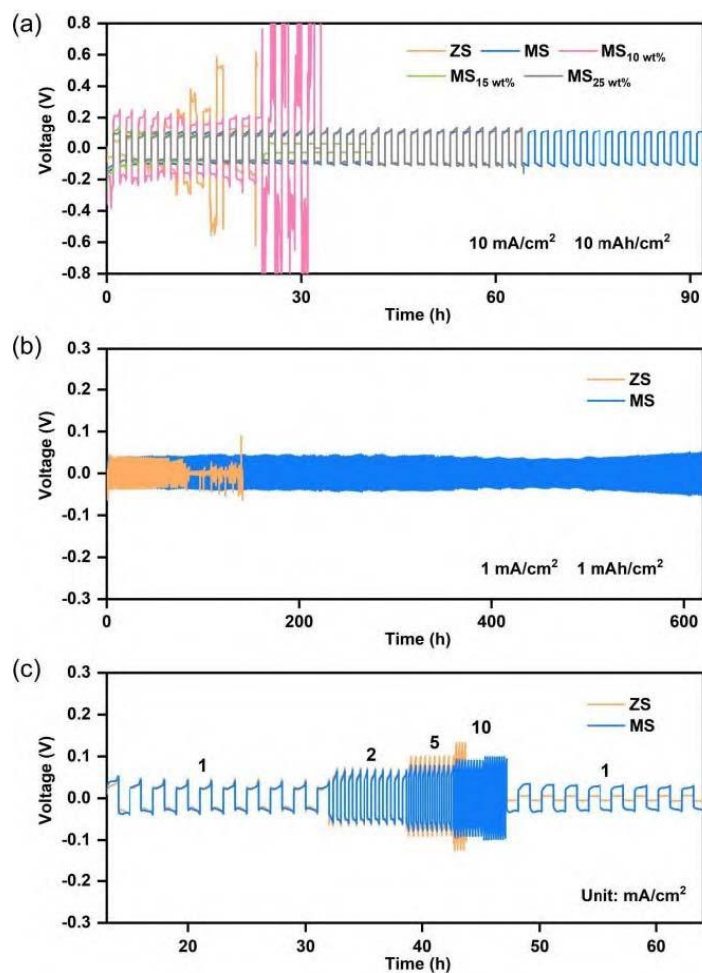 (a)
0.8
0.6
0.4
0.2
0.0
-0.2
-0.4
-0.6
-0.8
Voltage (V)
ZS MS MS10 wt%
MS15 wt% MS25 wt%
10 mA/cm2 10 mAh/cm2
0 30 60 90
Time (h)
(b)
0.3
0.2
0.1
0.0
-0.1
-0.2
-0.3
Voltage (V)
ZS
MS
1 mA/cm2 1 mAh/cm2
0 200 400 600
Time (h)
(c)
0.3
0.2
0.1
0.0
-0.1
-0.2
-0.3
Voltage (V)
ZS
MS
1 2 5 10 1
Unit: mA/cm2
20 30 40 50 60
Time (h)